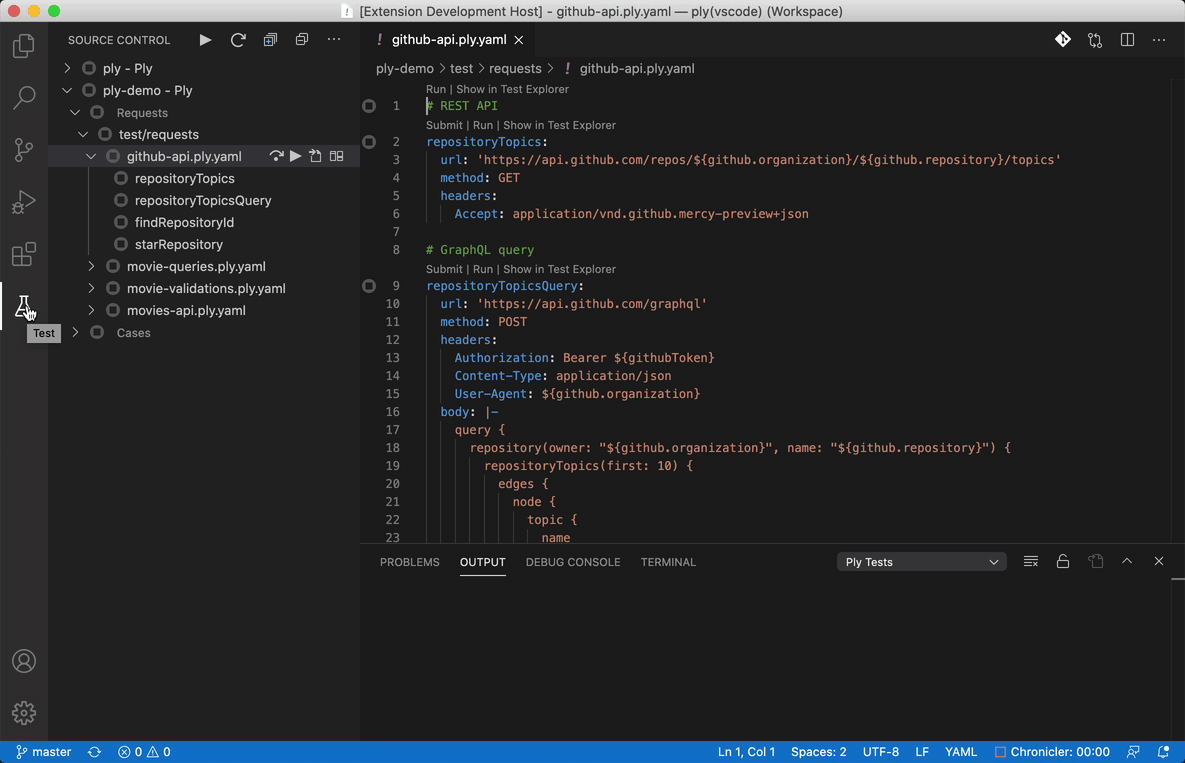 [Extension Development Host] - github-api.ply.yaml — ply(vscode) (Workspace)
SOURCE CONTROL
ply - Ply
ply-demo - Ply
Requests
test/requests
github-api.ply.yaml
repositoryTopics
repositoryTopicsQuery
findRepositoryId
starRepository
movie-queries.ply.yaml
movie-validations.ply.yaml
movies-api.ply.yaml
Cases
Test
! github-api.ply.yaml
ply-demo > test > requests > ! github-api.ply.yaml
Run | Show in Test Explorer
1 # REST API
Submit | Run | Show in Test Explorer
2 repositoryTopics:
3 url: 'https://api.github.com/repos/${github.organization}/${github.repository}/topics'
4 method: GET
5 headers:
6 Accept: application/vnd.github.mercy-preview+json
7
8 # GraphQL query
Submit | Run | Show in Test Explorer
9 repositoryTopicsQuery:
10 url: 'https://api.github.com/graphql'
11 method: POST
12 headers:
13 Authorization: Bearer ${githubToken}
14 Content-Type: application/json
15 User-Agent: ${github.organization}
16 body: |-
17 query {
18 repository(owner: "${github.organization}", name: "${github.repository}") {
19 repositoryTopics(first: 10) {
20 edges {
21 node {
22 topic {
23 name
PROBLEMS OUTPUT DEBUG CONSOLE TERMINAL Ply Tests
master 0 0 Ln 1, Col 1 Spaces: 2 UTF-8 LF YAML Chronicler: 00:00